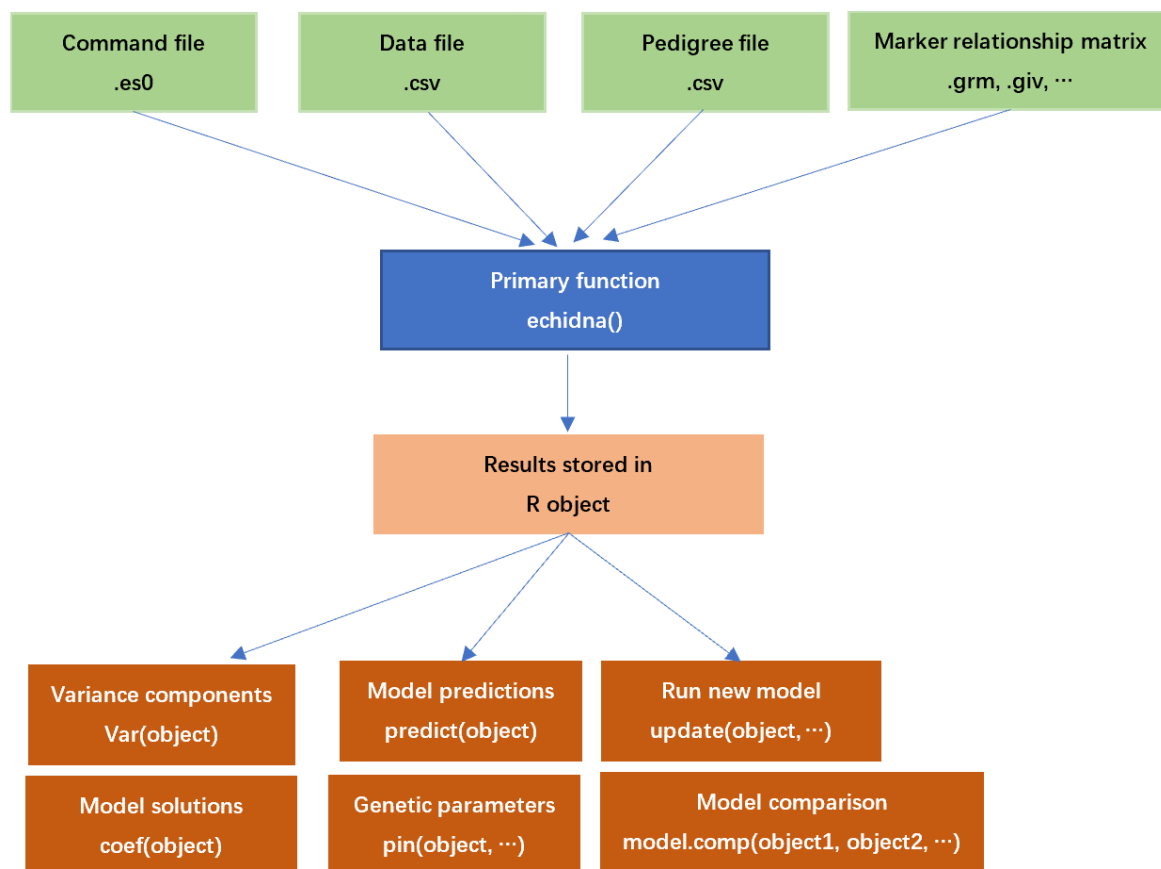 Command file
.es0
Data file
.csv
Pedigree file
.csv
Marker relationship matrix
.grm, .giv, ···
Primary function
echidna()
Results stored in
R object
Variance components
Var(object)
Model predictions
predict(object)
Run new model
update(object, ···)
Model solutions
coef(object)
Genetic parameters
pin(object, ···)
Model comparison
model.comp(object1, object2, ···)